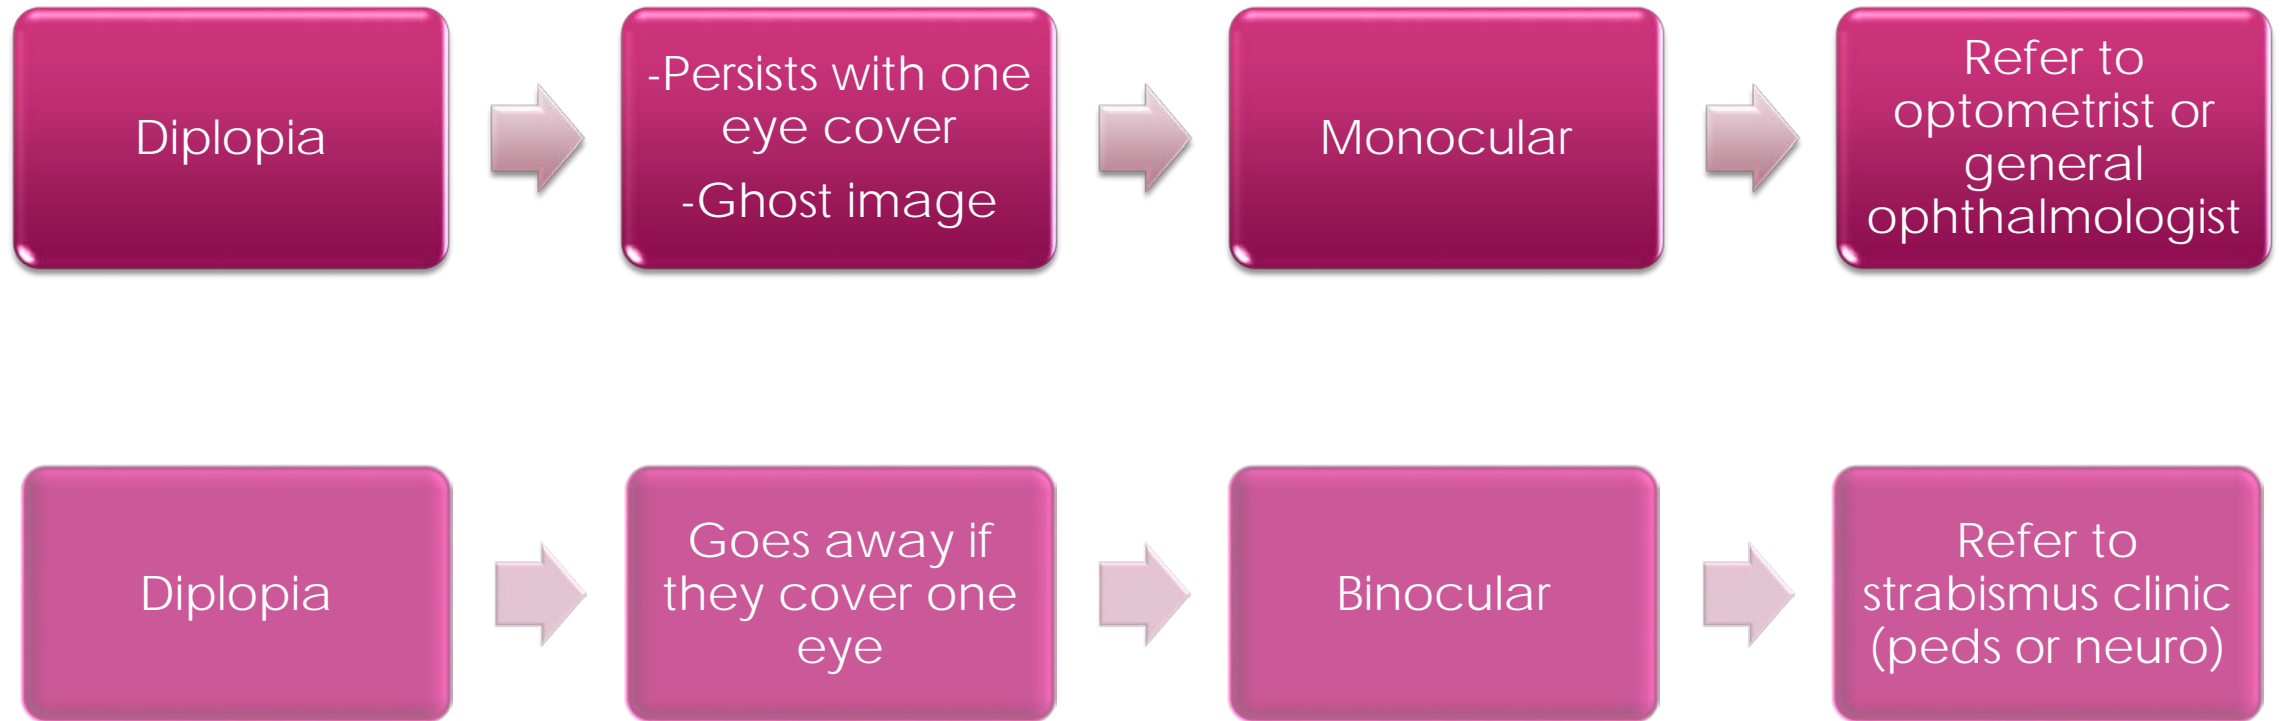 Diplopia
-Persists with one
eye cover
-Ghost image
Monocular
Refer to
optometrist or
general
ophthalmologist
Diplopia
Goes away if
they cover one
eye
Binocular
Refer to
strabismus clinic
(peds or neuro)